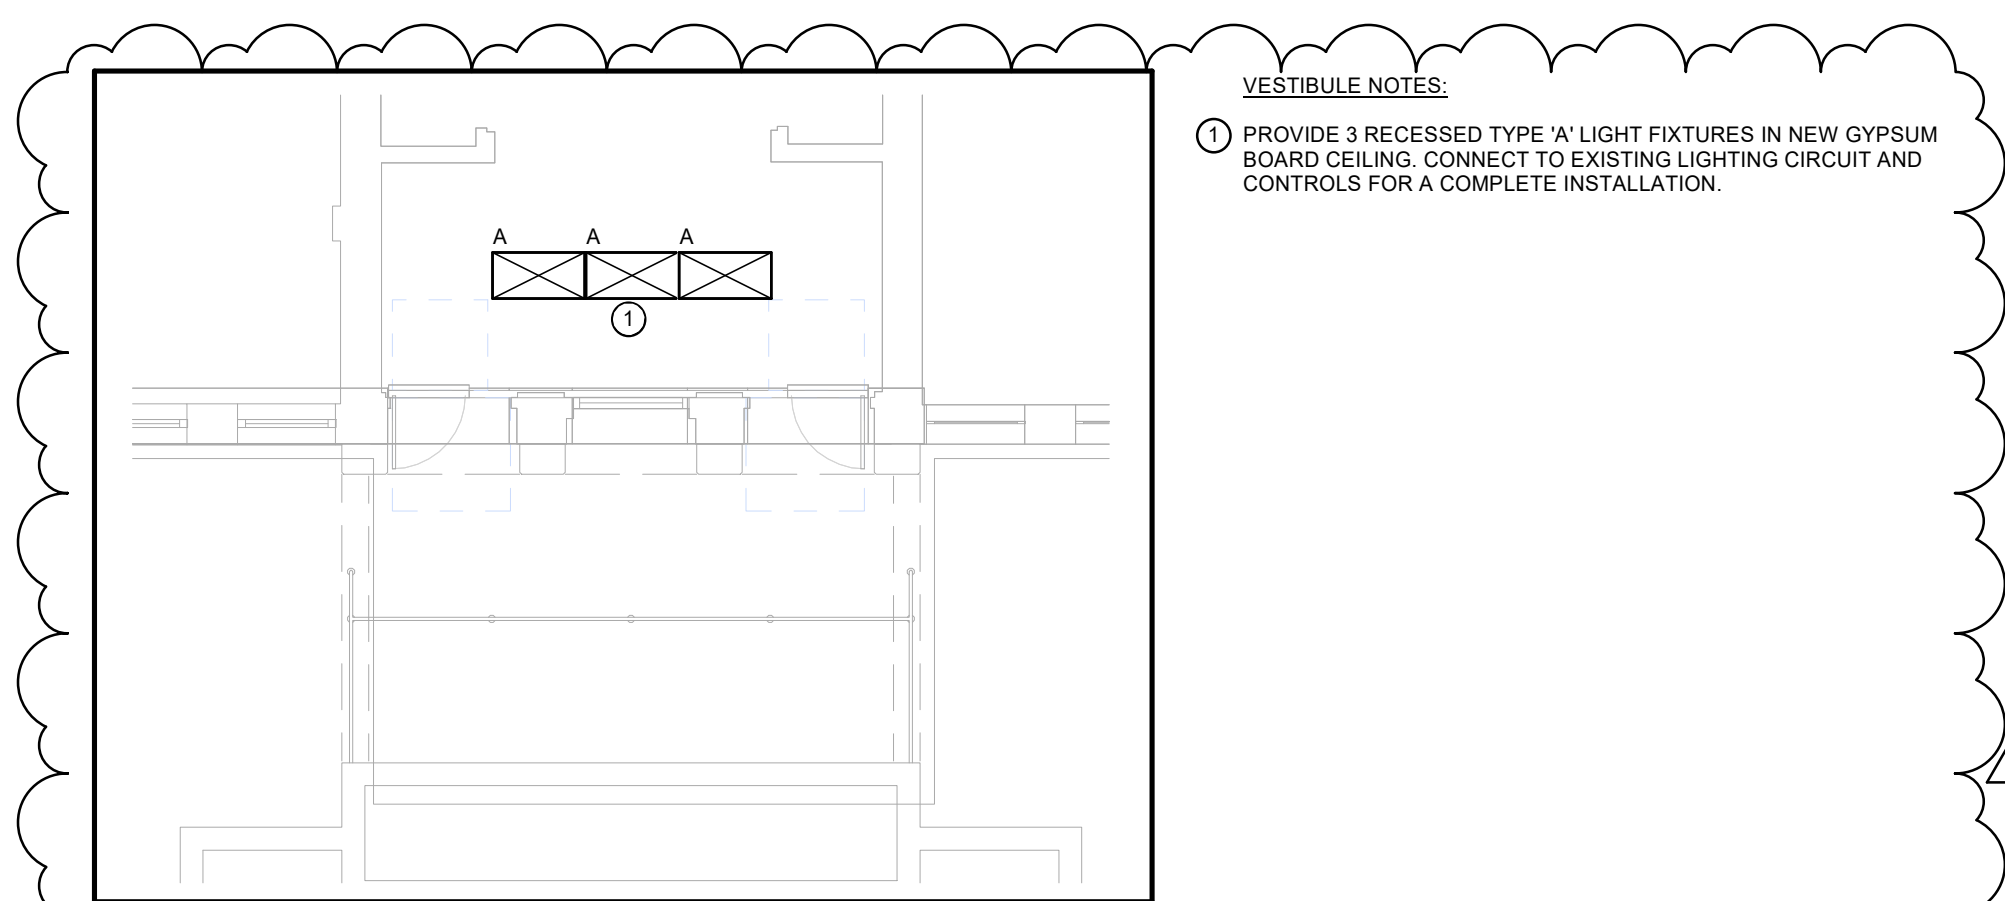 VESTIBULE NOTES:
1 PROVIDE 3 RECESSED TYPE 'A' LIGHT FIXTURES IN NEW GYPSUM
BOARD CEILING. CONNECT TO EXISTING LIGHTING CIRCUIT AND
CONTROLS FOR A COMPLETE INSTALLATION.
A A A
1